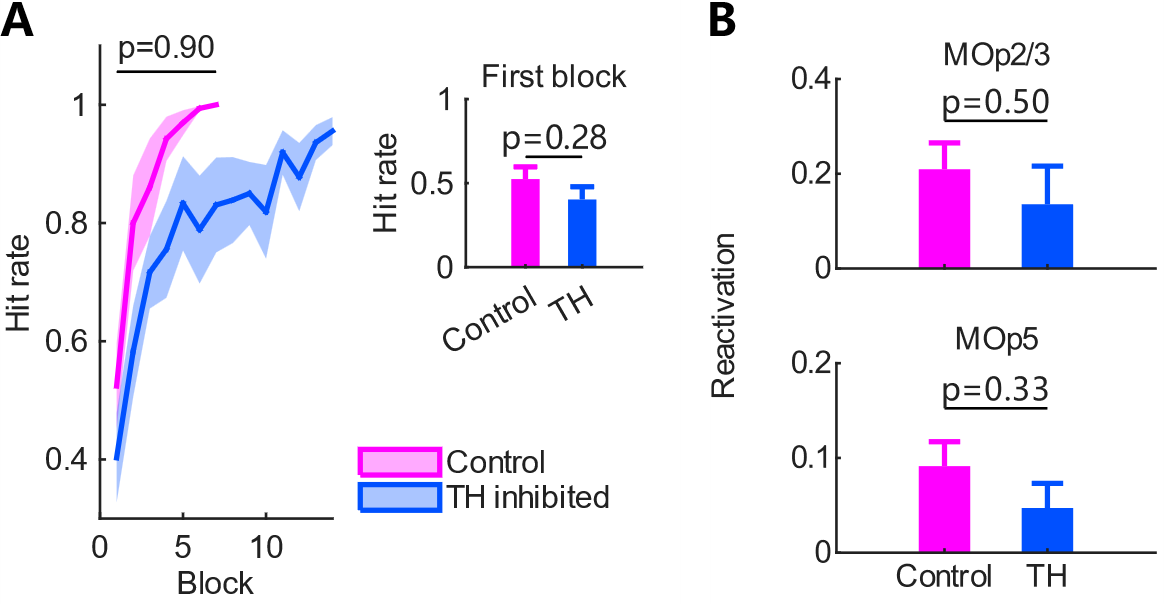 A
p=0.90
Hit rate
1
0.8
0.6
0.4
0
5
10
Block
First block
Hit rate
1
0.5
0
p=0.28
Control
TH
Control
TH inhibited
B
Reactivation
MOp2/3
0.4
0.2
0
p=0.50
MOp5
0.2
0.1
0
p=0.33
Control
TH